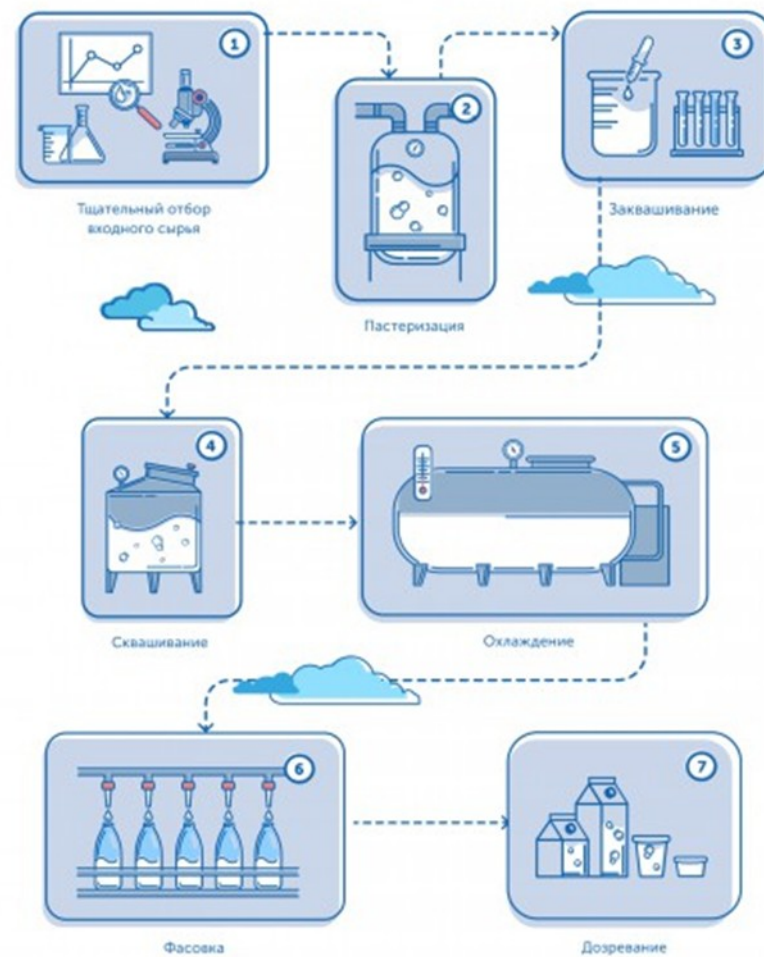 1
Тщательный отбор
входного сырья
2
Пастеризация
3
Заквашивание
4
Сквашивание
5
Охлаждение
6
Фасовка
7
Дозревание